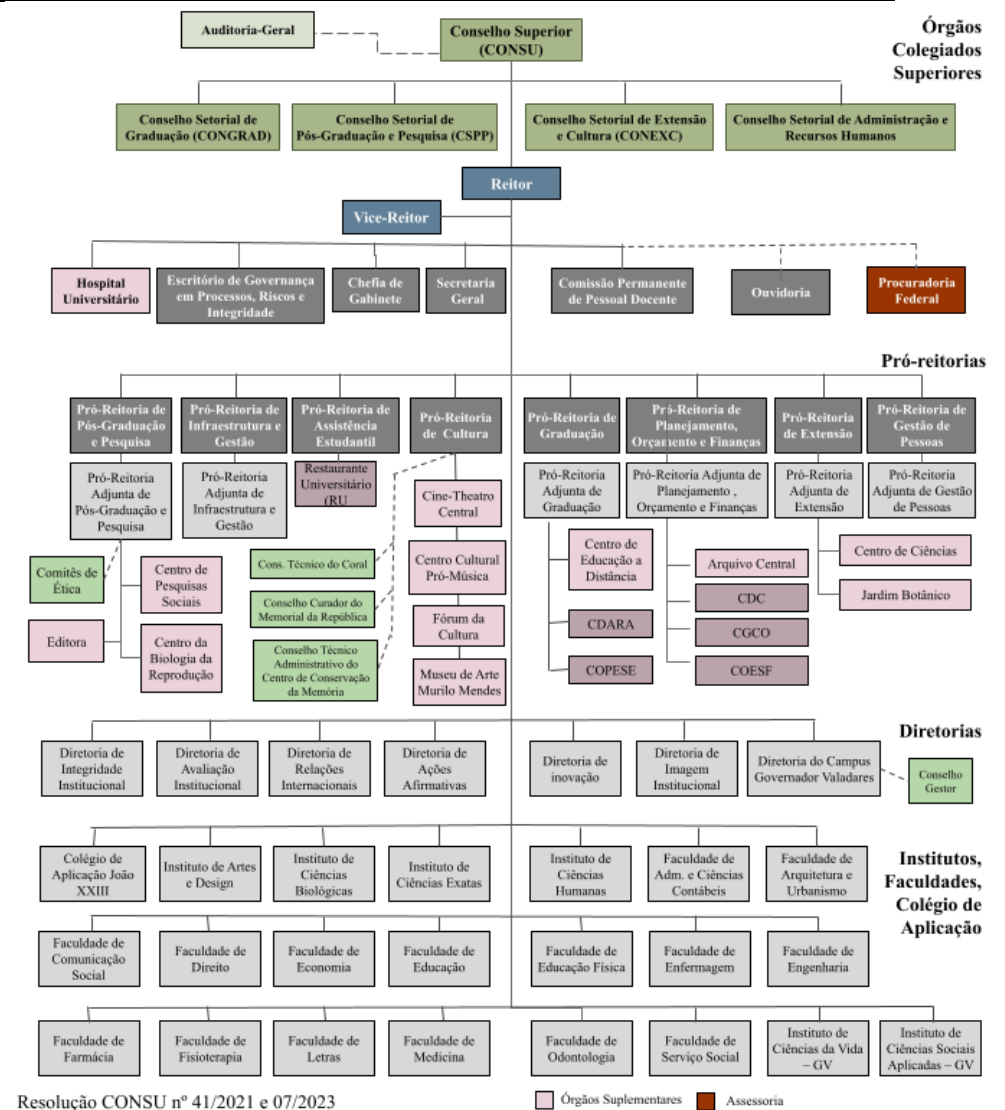 Auditoria-Geral
Conselho Superior
(CONSU)
Órgãos
Colegiados
Superiores
Conselho Setorial de
Graduação (CONGRAD)
Conselho Setorial de
Pós-Graduação e Pesquisa (CSPP)
Conselho Setorial de Extensão
e Cultura (CONEXC)
Conselho Setorial de Administração e
Recursos Humanos
Reitor
Vice-Reitor
Hospital
Universitário
Escritório de Governança
em Processos, Riscos e
Integridade
Chefia de
Gabinete
Secretaria
Geral
Comissão Permanente
de Pessoal Docente
Ouvidoria
Procuradoria
Federal
Pró-reitorias
Pró-Reitoria de
Pós-Graduação
e Pesquisa
Pró-Reitoria de
Infraestrutura e
Gestão
Pró-Reitoria de
Assistência
Estudantil
Pró-Reitoria
de Cultura
Pró-Reitoria de
Graduação
Pró-Reitoria de
Planejamento,
Orçamento e Finanças
Pró-Reitoria
de Extensão
Pró-Reitoria de
Gestão de
Pessoas
Pró-Reitoria
Adjunta de
Pós-Graduação e
Pesquisa
Pró-Reitoria
Adjunta de
Infraestrutura e
Gestão
Restaurante
Universitário
(RU
Pró-Reitoria
Adjunta de
Graduação
Pró-Reitoria Adjunta de
Planejamento ,
Orçamento e Finanças
Pró-Reitoria
Adjunta de
Extensão
Pró-Reitoria
Adjunta de Gestão
de Pessoas
Comitês de
Ética
Centro de
Pesquisas
Sociais
Editora
Centro da
Biologia da
Reprodução
Cons. Técnico do Coral
Conselho Curador do
Memorial da República
Conselho Técnico
Administrativo do
Centro de Conservação
da Memória
Cine-Theatro
Central
Centro Cultural
Pró-Música
Fórum da
Cultura
Museu de Arte
Murilo Mendes
Centro de
Educação a
Distância
CDARA
COPESE
Arquivo Central
CDC
CGCO
COESF
Centro de Ciências
Jardim Botânico
Diretorias
Diretoria de
Integridade
Institucional
Diretoria de
Avaliação
Institucional
Diretoria de
Relações
Internacionais
Diretoria de
Ações
Afirmativas
Diretoria de
inovação
Diretoria de
Imagem
Institucional
Diretoria do Campus
Governador Valadares
Conselho
Gestor
Institutos,
Faculdades,
Colégio de
Aplicação
Colégio de
Aplicação João
XXIII
Instituto de Artes
e Design
Instituto de
Ciências
Biológicas
Instituto de
Ciências Exatas
Instituto de
Ciências
Humanas
Faculdade de
Adm. e Ciências
Contábeis
Faculdade de
Arquitetura e
Urbanismo
Faculdade de
Comunicação
Social
Faculdade de
Direito
Faculdade de
Economia
Faculdade de
Educação
Faculdade de
Educação Física
Faculdade de
Enfermagem
Faculdade de
Engenharia
Faculdade de
Farmácia
Faculdade de
Fisioterapia
Faculdade de
Letras
Faculdade de
Medicina
Faculdade de
Odontologia
Faculdade de
Serviço Social
Instituto de
Ciências da Vida
– GV
Instituto de
Ciências Sociais
Aplicadas – GV
Resolução CONSU nº 41/2021 e 07/2023
Órgãos Suplementares
Assessoria